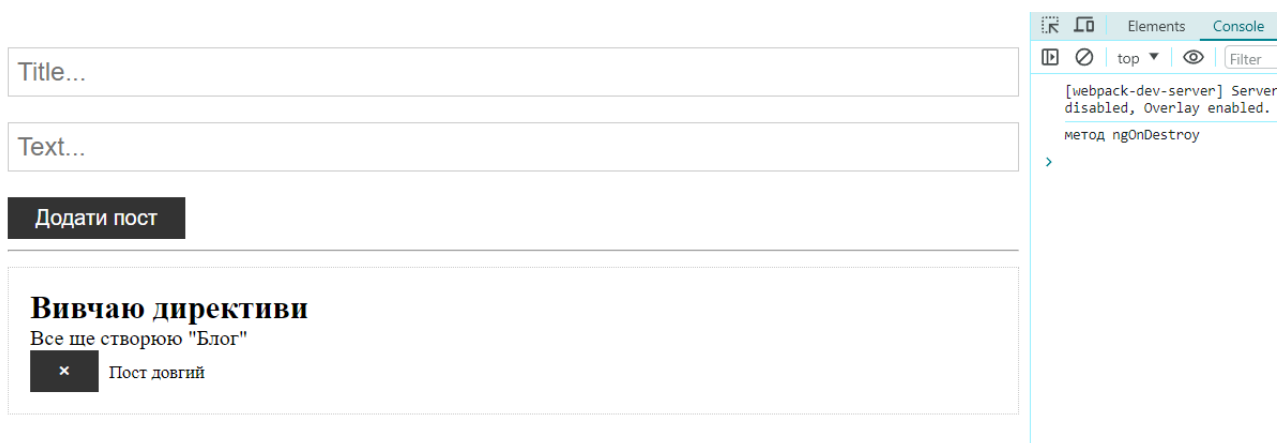 Elements Console
top Filter
Title...
[webpack-dev-server] Server
disabled, Overlay enabled.
метод ngOnDestroy
Text...
Додати пост
Вивчаю директиви
Все ще створюю "Блог"
× Пост довгий